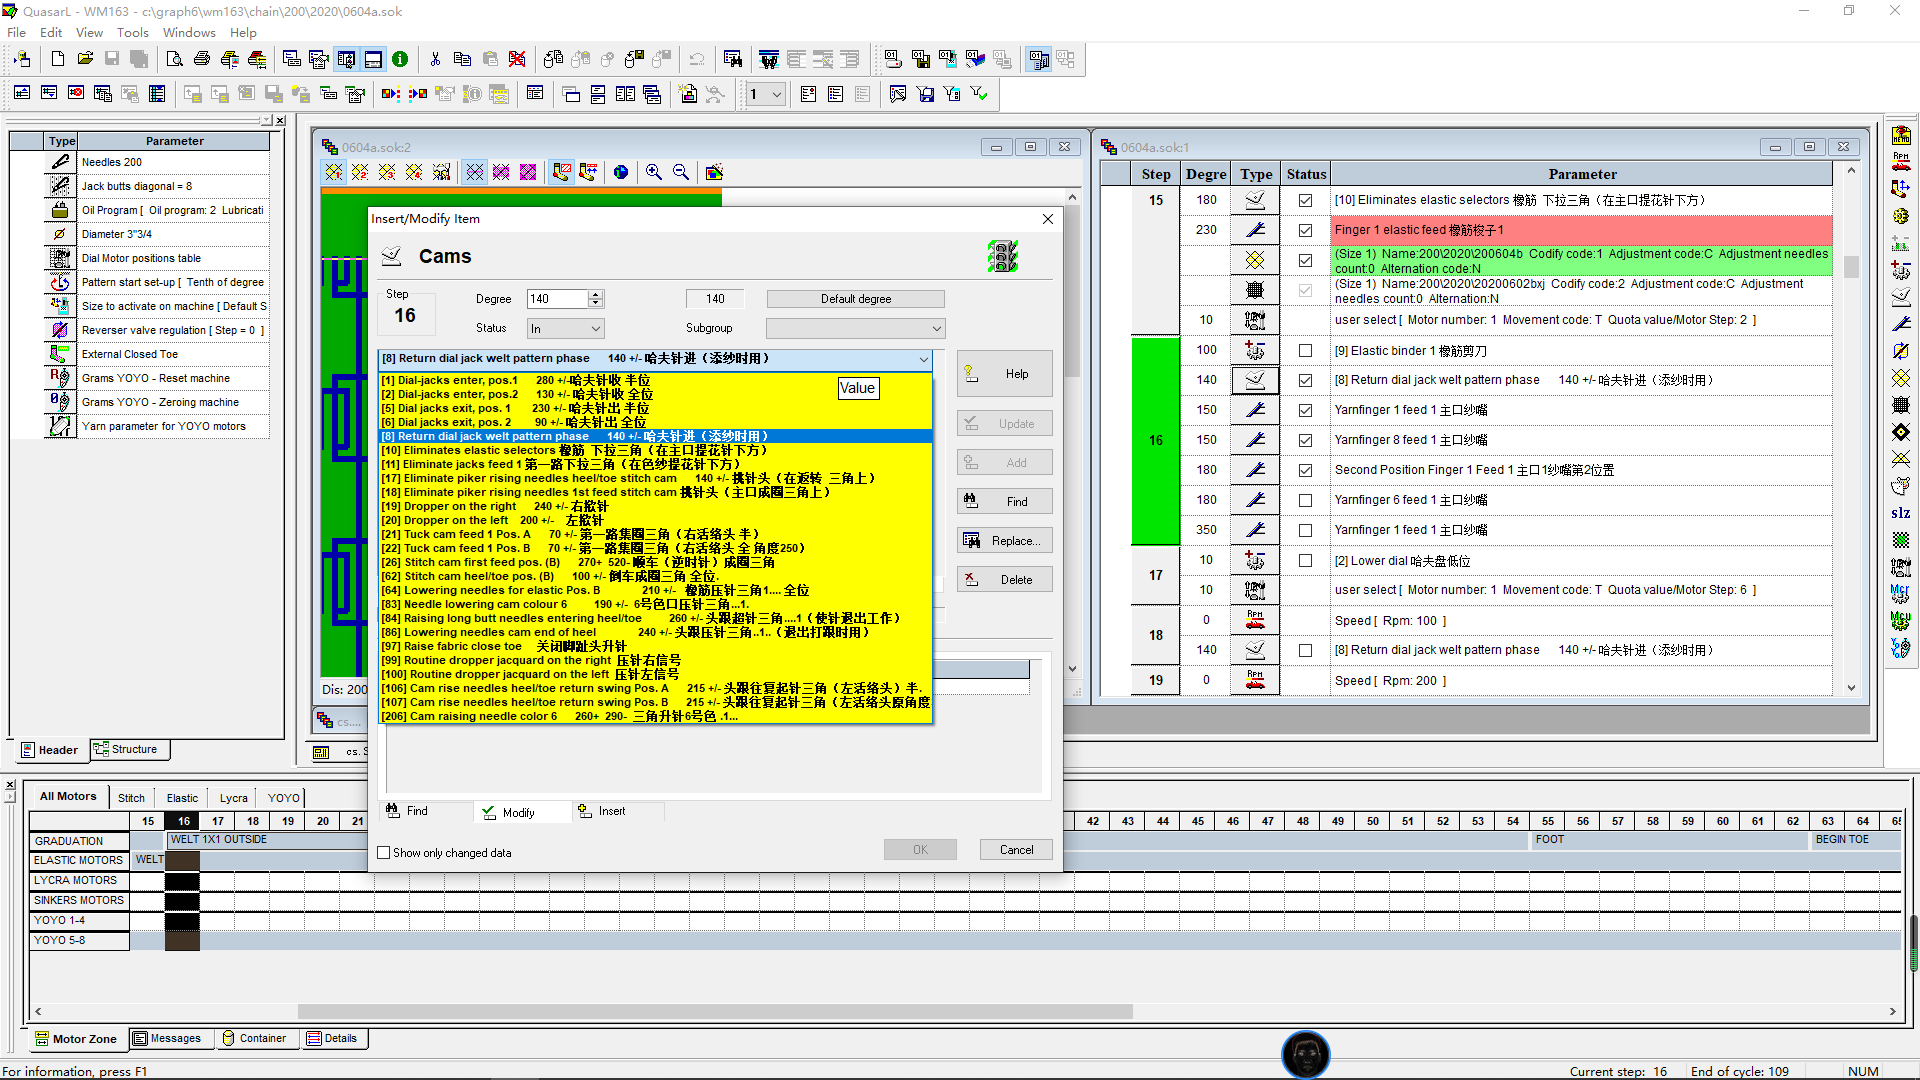 QuasarL - WM163 - c:\graph6\wm163\chain\200\2020\0604a.sok
File Edit View Tools Windows Help
1
Type Parameter
Needles 200
Jack butts diagonal = 8
Oil Program [ Oil program: 2 Lubricati
Diameter 3"3/4
Dial Motor positions table
Pattern start set-up [ Tenth of degree
Size to activate on machine [ Default S
Reverser valve regulation [ Step = 0 ]
External Closed Toe
Grams YOYO - Reset machine
Grams YOYO - Zeroing machine
Yarn parameter for YOYO motors
Header Structure
0604a.sok:2
Dis: 200
cs....
cs.
Insert/Modify Item
Cams
Step
16
Degree 140 140 Default degree
Status In Subgroup
[8] Return dial jack welt pattern phase 140 +/-哈夫针进（添纱时用）
Value
[1] Dial-jacks enter, pos.1 280 +/-哈夫针收 半位
[2] Dial-jacks enter, pos.2 130 +/-哈夫针收 全位
[5] Dial jacks exit, pos. 1 230 +/-哈夫针出 半位
[6] Dial jacks exit, pos. 2 90 +/-哈夫针出 全位
[8] Return dial jack welt pattern phase 140 +/-哈夫针进（添纱时用）
[10] Eliminates elastic selectors 橡筋 下拉三角（在主口提花针下方）
[11] Eliminate jacks feed 1 第一路下拉三角（在色纱提花针下方）
[17] Eliminate piker rising needles heel/toe stitch cam 140 +/- 挑针头（在返转 三角上）
[18] Eliminate piker rising needles 1st feed stitch cam 挑针头（主口成圈三角上）
[19] Dropper on the right 240 +/- 右揿针
[20] Dropper on the left 200 +/- 左揿针
[21] Tuck cam feed 1 Pos. A 70 +/- 第一路集圈三角（右活络头 半）
[22] Tuck cam feed 1 Pos. B 70 +/- 第一路集圈三角（右活络头 全 角度250）
[26] Stitch cam first feed pos. (B) 270+ 520- 顺车（逆时针）成圈三角
[62] Stitch cam heel/toe pos. (B) 100 +/- 倒车成圈三角 全位.
[64] Lowering needles for elastic Pos. B 210 +/- 橡筋压针三角1.... 全位
[83] Needle lowering cam colour 6 190 +/- 6号色口压针三角...1.
[84] Raising long butt needles entering heel/toe 260 +/- 头跟超针三角....1（使针退出工作）
[86] Lowering needles cam end of heel 240 +/- 头跟压针三角..1..（退出打跟时用）
[97] Raise fabric close toe 关闭脚趾头升针
[99] Routine dropper jacquard on the right 压针右信号
[100] Routine dropper jacquard on the left 压针左信号
[106] Cam rise needles heel/toe return swing Pos. A 215 +/- 头跟往复起针三角（左活络头）半.
[107] Cam rise needles heel/toe return swing Pos. B 215 +/- 头跟往复起针三角（左活络头原角度
[206] Cam raising needle color 6 260+ 290- 三角升针6号色 .1...
Help
Update
Add
Find
Replace...
Delete
Find Modify Insert
Show only changed data
OK Cancel
0604a.sok:1
Step Degre Type Status Parameter
15 180 [10] Eliminates elastic selectors 橡筋 下拉三角（在主口提花针下方）
230 Finger 1 elastic feed 橡筋梭子1
(Size 1) Name:200\2020\200604b Codify code:1 Adjustment code:C Adjustment needles
count:0 Alternation code:N
(Size 1) Name:200\2020\20200602bxj Codify code:2 Adjustment code:C Adjustment
needles count:0 Alternation:N
10 user select [ Motor number: 1 Movement code: T Quota value/Motor Step: 2 ]
100 [9] Elastic binder 1 橡筋剪刀
140 [8] Return dial jack welt pattern phase 140 +/-哈夫针进（添纱时用）
150 Yarnfinger 1 feed 1 主口纱嘴
16 150 Yarnfinger 8 feed 1 主口纱嘴
180 Second Position Finger 1 Feed 1 主口1纱嘴第2位置
180 Yarnfinger 6 feed 1 主口纱嘴
350 Yarnfinger 1 feed 1 主口纱嘴
17 10 [2] Lower dial 哈夫盘低位
10 user select [ Motor number: 1 Movement code: T Quota value/Motor Step: 6 ]
18 0 RPM Speed [ Rpm: 100 ]
140 [8] Return dial jack welt pattern phase 140 +/-哈夫针进（添纱时用）
19 0 RPM Speed [ Rpm: 200 ]
slz
All Motors Stitch Elastic Lycra YOYO
15 16 17 18 19 20 21 42 43 44 45 46 47 48 49 50 51 52 53 54 55 56 57 58 59 60 61 62 63 64 65
GRADUATION WELT 1X1 OUTSIDE FOOT BEGIN TOE
ELASTIC MOTORS WELT
LYCRA MOTORS
SINKERS MOTORS
YOYO 1-4
YOYO 5-8
Motor Zone Messages Container Details
For information, press F1 Current step: 16 End of cycle: 109 NUM